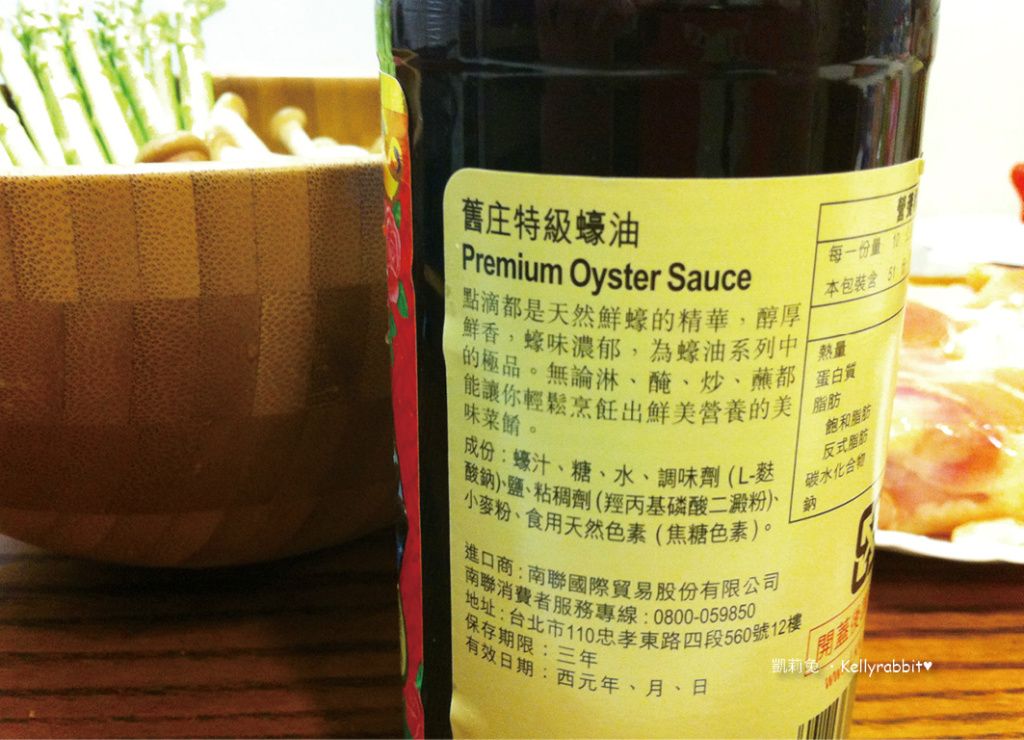 舊庄特級蠔油
Premium Oyster Sauce
點滴都是天然鮮蠔的精華，醇厚
鮮香，蠔味濃郁，為蠔油系列中
的極品。無論淋、醃、炒、蘸都
能讓你輕鬆烹飪出鮮美營養的美
味菜餚。
成份：蠔汁、糖、水、調味劑(L-麩
酸鈉)、鹽、粘稠劑(羥丙基磷酸二澱粉)、
小麥粉、食用天然色素(焦糖色素)。
進口商：南聯國際貿易股份有限公司
南聯消費者服務專線：0800-059850
地址：台北市110忠孝東路四段560號12樓
保存期限：三年
有效日期：西元年、月、日
每一份量 10
本包裝含 51
熱量
蛋白質
脂肪
飽和脂肪
反式脂肪
碳水化合物
鈉
開蓋後
凱莉兔、Kellyrabbit♥